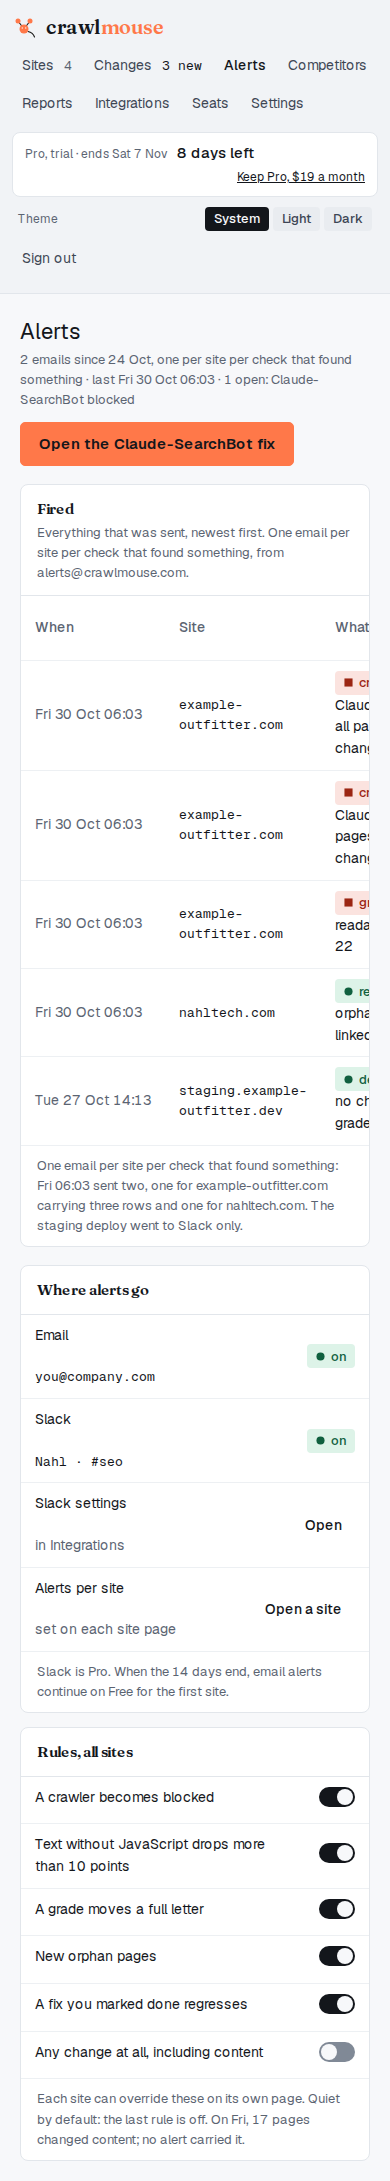 crawlmouse
Sites 4 Changes 3 new Alerts Competitors
Reports Integrations Seats Settings
Pro, trial · ends Sat 7 Nov 8 days left
Keep Pro, $19 a month
Theme System Light Dark
Sign out
Alerts
2 emails since 24 Oct, one per site per check that found
something · last Fri 30 Oct 06:03 · 1 open: Claude-
SearchBot blocked
Open the Claude-SearchBot fix
Fired
Everything that was sent, newest first. One email per
site per check that found something, from
alerts@crawlmouse.com.
When Site What
Fri 30 Oct 06:03
example-
outfitter.com
all pa
Fri 30 Oct 06:03
example-
outfitter.com
pages
Fri 30 Oct 06:03
example-
outfitter.com
22
Fri 30 Oct 06:03 nahltech.com
linked
Tue 27 Oct 14:13
staging.example-
outfitter.dev
no ch
grade
One email per site per check that found something:
Fri 06:03 sent two, one for example-outfitter.com
carrying three rows and one for nahltech.com. The
staging deploy went to Slack only.
Where alerts go
Email
you@company.com
on
Slack
Nahl · #seo
on
Slack settings
in Integrations
Open
Alerts per site
set on each site page
Open a site
Slack is Pro. When the 14 days end, email alerts
continue on Free for the first site.
Rules, all sites
A crawler becomes blocked
Text without JavaScript drops more
than 10 points
A grade moves a full letter
New orphan pages
A fix you marked done regresses
Any change at all, including content
Each site can override these on its own page. Quiet
by default: the last rule is off. On Fri, 17 pages
changed content; no alert carried it.